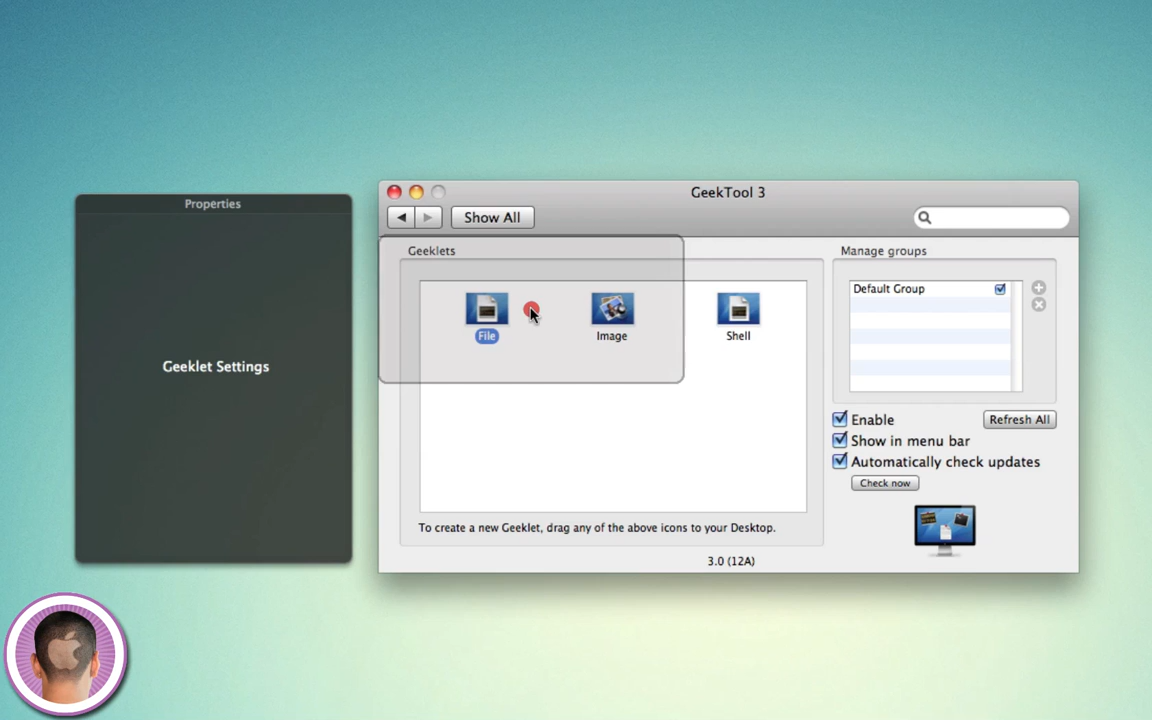 Properties
Geeklet Settings
GeekTool 3
Show All
Geeklets
File
Image
Shell
To create a new Geeklet, drag any of the above icons to your Desktop.
3.0 (12A)
Manage groups
Default Group
Enable
Refresh All
Show in menu bar
Automatically check updates
Check now